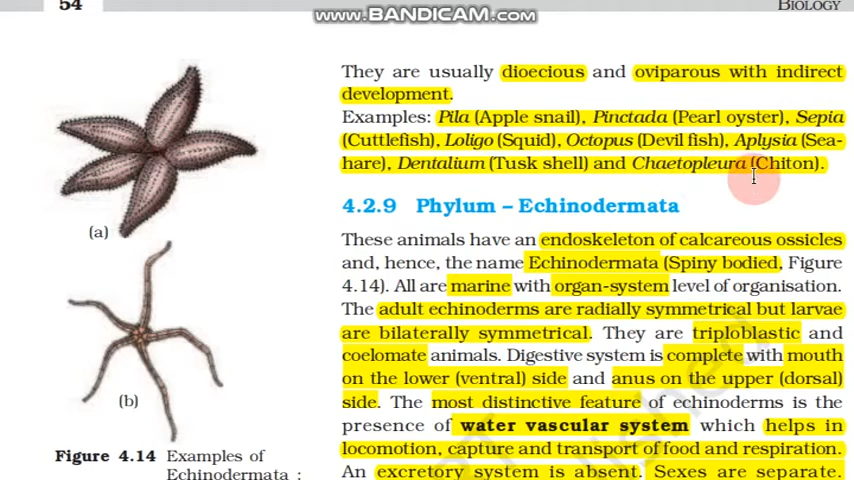 54
BIOLOGY
www.BANDICAM.com
They are usually dioecious and oviparous with indirect
development.
Examples: Pila (Apple snail), Pinctada (Pearl oyster), Sepia
(Cuttlefish), Loligo (Squid), Octopus (Devil fish), Aplysia (Sea-
hare), Dentalium (Tusk shell) and Chaetopleura (Chiton).
4.2.9 Phylum – Echinodermata
These animals have an endoskeleton of calcareous ossicles
and, hence, the name Echinodermata (Spiny bodied, Figure
4.14). All are marine with organ-system level of organisation.
The adult echinoderms are radially symmetrical but larvae
are bilaterally symmetrical. They are triploblastic and
coelomate animals. Digestive system is complete with mouth
on the lower (ventral) side and anus on the upper (dorsal)
side. The most distinctive feature of echinoderms is the
presence of water vascular system which helps in
locomotion, capture and transport of food and respiration.
An excretory system is absent. Sexes are separate.
(a)
(b)
Figure 4.14 Examples of
Echinodermata :